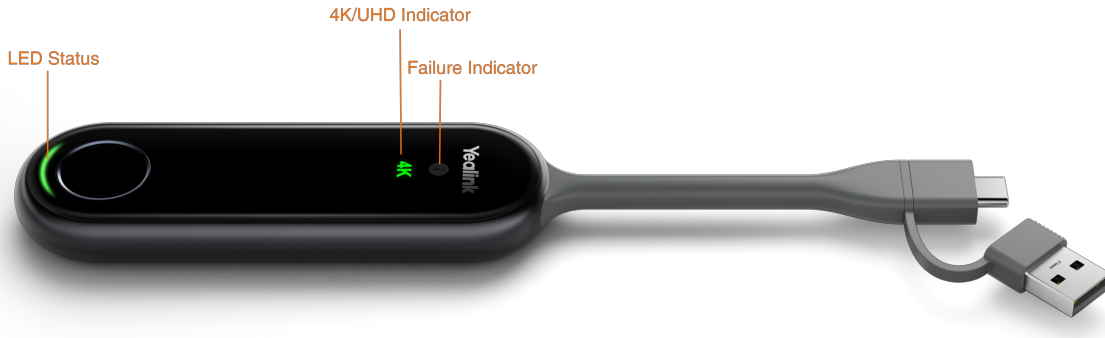 4K/UHD Indicator
LED Status
Failure Indicator
4K
Yealink